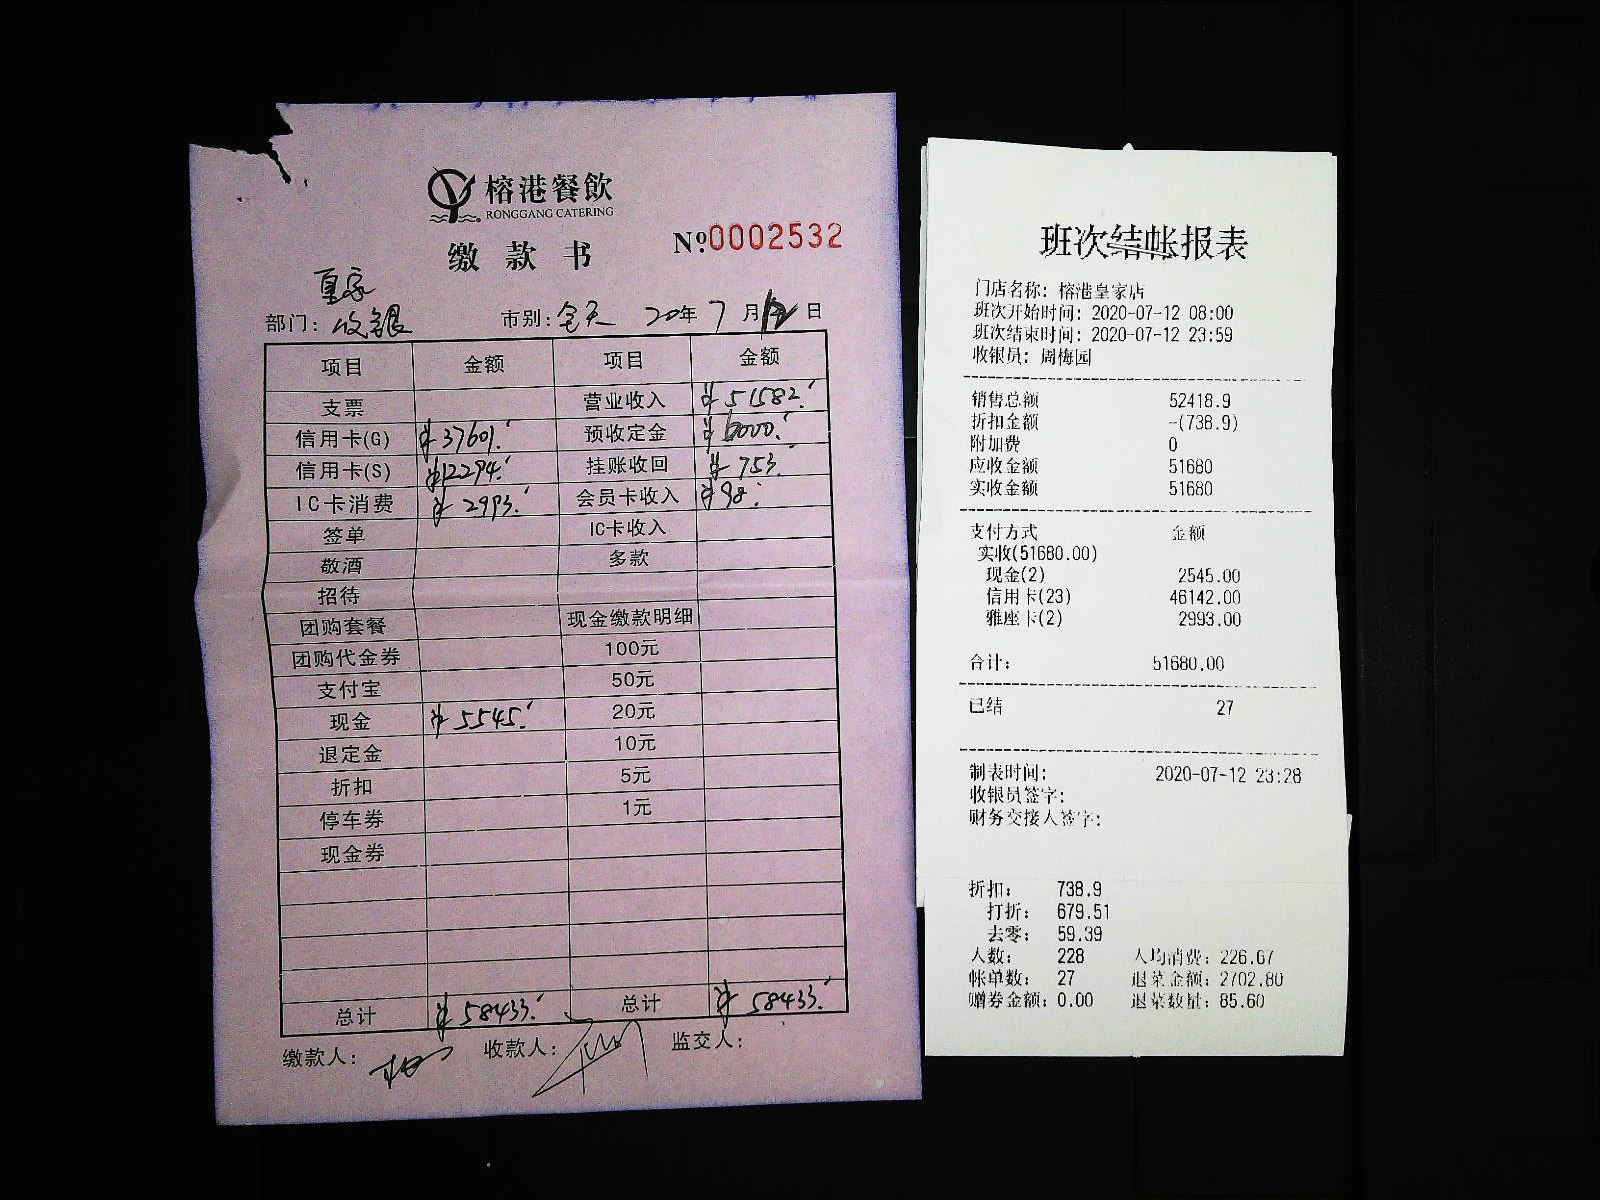 榕港餐飲
RONGGANG CATERING
缴款书 №0002532
皇家
部门: 收银 市别: 全天 20年 7月12日
项目 金额 项目 金额
支票 营业收入 ¥51582.
信用卡(G) ¥37601. 预收定金 ¥6000.
信用卡(S) ¥12294. 挂账收回 ¥753.
IC卡消费 ¥2993. 会员卡收入 ¥98.
签单 IC卡收入
敬酒 多款
招待
团购套餐 现金缴款明细
团购代金券 100元
支付宝 50元
现金 ¥5545. 20元
退定金 10元
折扣 5元
停车券 1元
现金券
总计 ¥58433. 总计 ¥58433.
缴款人: 收款人: 监交人:
班次结帐报表
门店名称: 榕港皇家店
班次开始时间: 2020-07-12 08:00
班次结束时间: 2020-07-12 23:59
收银员: 周梅园
销售总额 52418.9
折扣金额 -(738.9)
附加费 0
应收金额 51680
实收金额 51680
支付方式 金额
实收(51680.00)
现金(2) 2545.00
信用卡(23) 46142.00
雅座卡(2) 2993.00
合计: 51680.00
已结 27
制表时间: 2020-07-12 23:28
收银员签字:
财务交接人签字:
折扣: 738.9
打折: 679.51
去零: 59.39
人数: 228 人均消费: 226.67
帐单数: 27 退菜金额: 2702.80
赠券金额: 0.00 退菜数量: 85.60